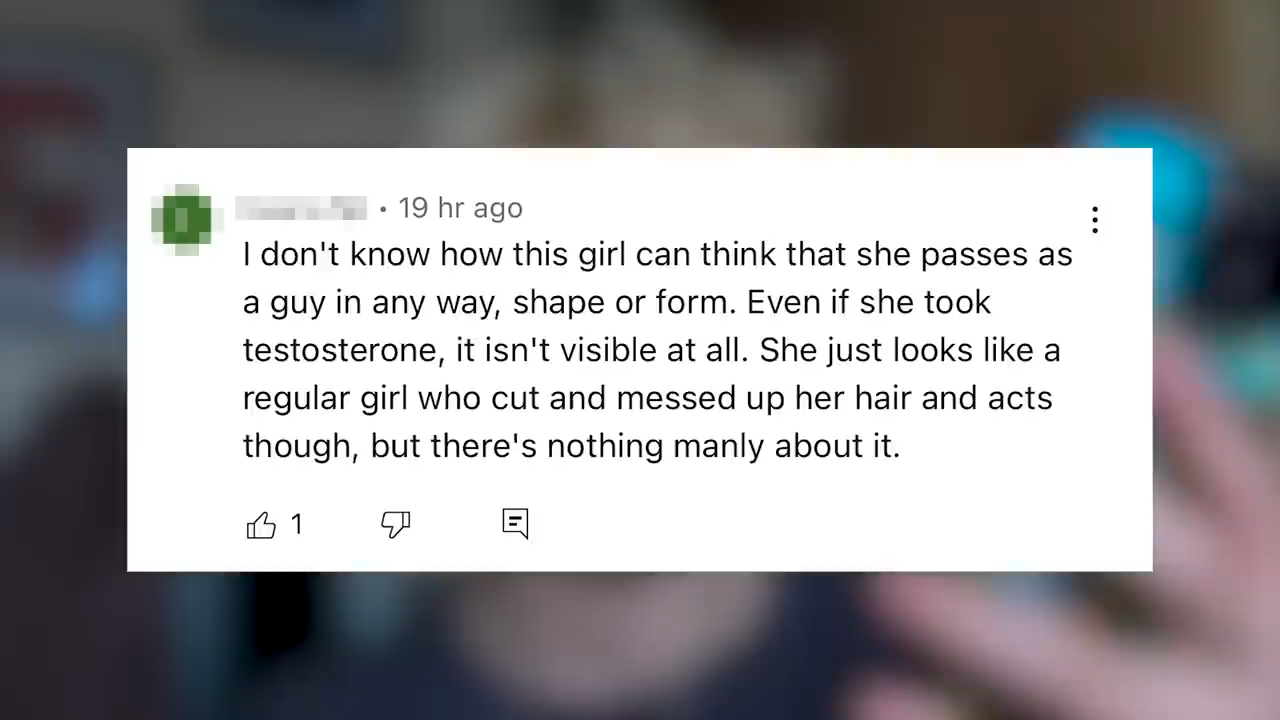 • 19 hr ago
I don't know how this girl can think that she passes as
a guy in any way, shape or form. Even if she took
testosterone, it isn't visible at all. She just looks like a
regular girl who cut and messed up her hair and acts
though, but there's nothing manly about it.
1